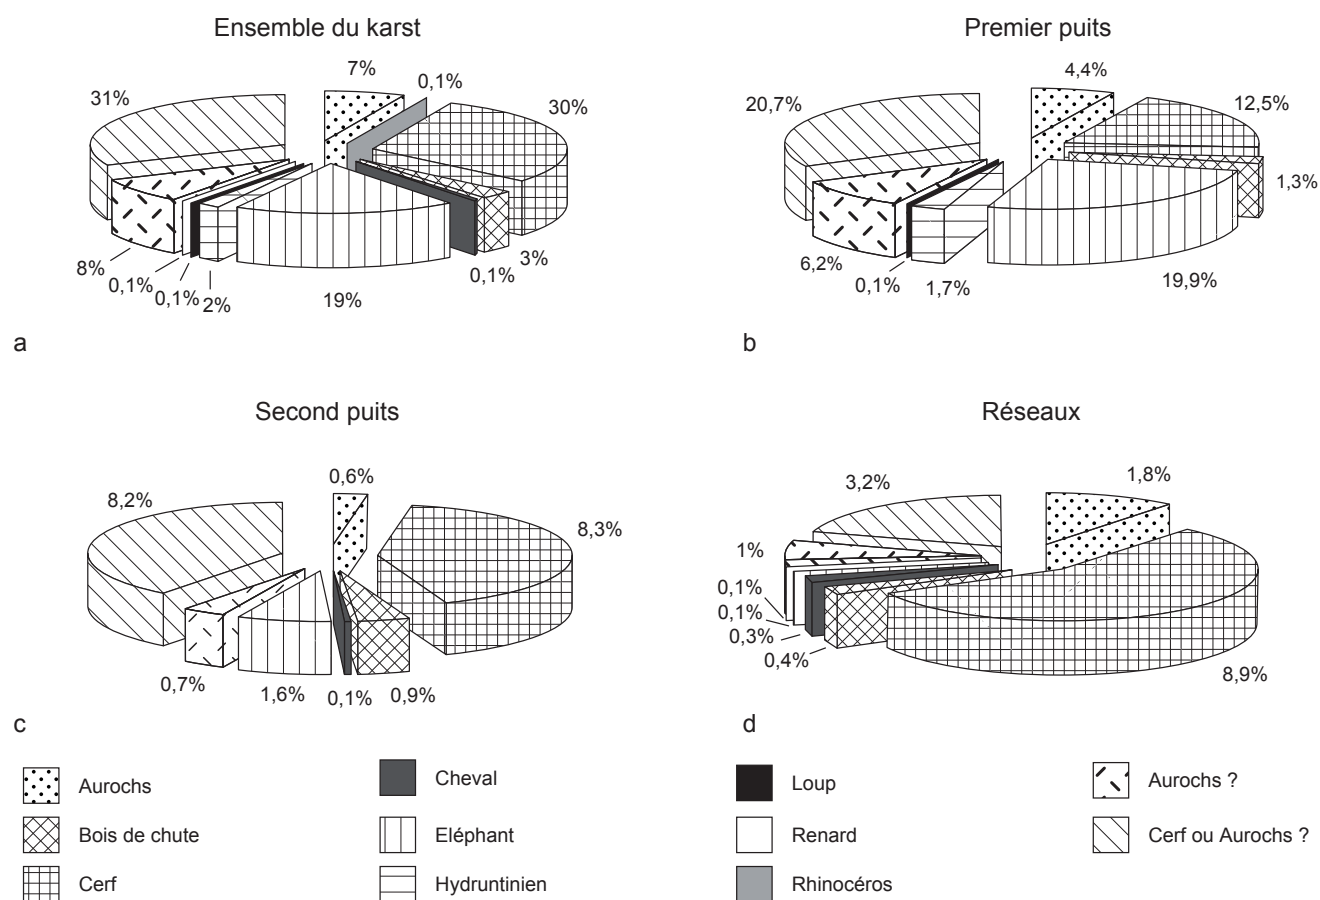 Ensemble du karst
7%
0,1%
31%
30%
8%
0,1%
0,1%
2%
19%
0,1%
3%
a
Premier puits
4,4%
20,7%
12,5%
1,3%
6,2%
0,1%
1,7%
19,9%
b
Second puits
0,6%
8,2%
8,3%
0,7%
1,6%
0,1%
0,9%
c
Réseaux
1,8%
3,2%
1%
0,1%
0,1%
0,3%
0,4%
8,9%
d
Aurochs
Bois de chute
Cerf
Cheval
Eléphant
Hydruntinien
Loup
Renard
Rhinocéros
Aurochs ?
Cerf ou Aurochs ?